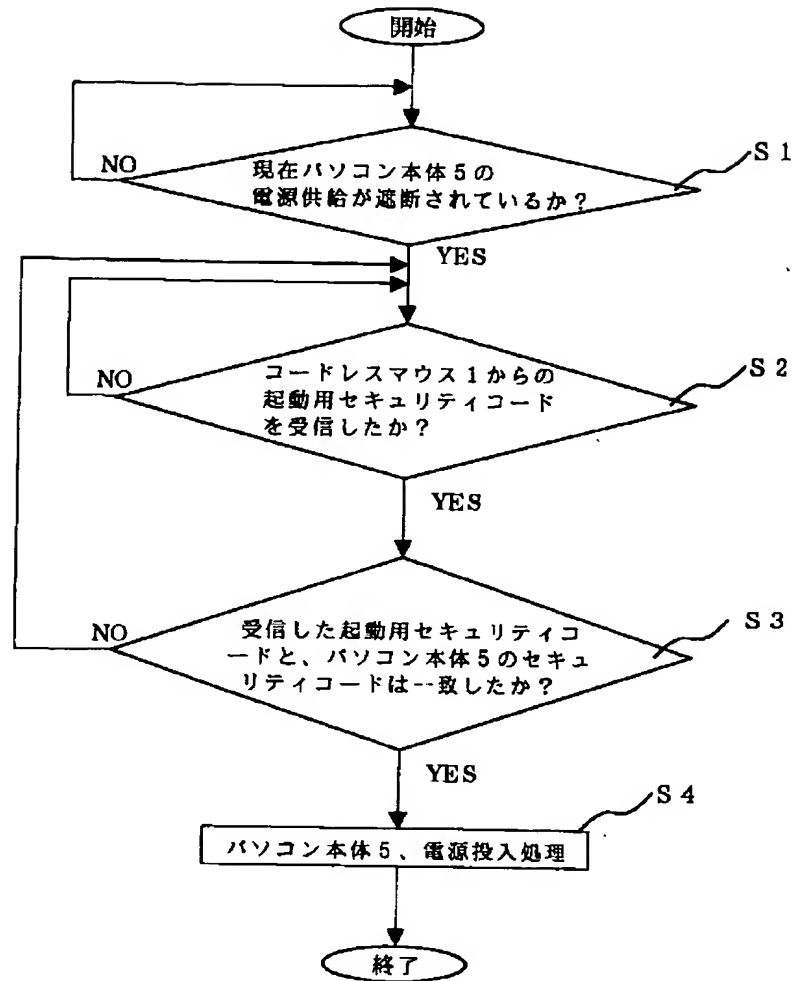 開始
S1
NO
現在パソコン本体5の
電源供給が遮断されているか?
YES
S2
NO
コードレスマウス1からの
起動用セキュリティコード
を受信したか?
YES
S3
NO
受信した起動用セキュリティコ
ードと、パソコン本体5のセキュ
リティコードは一致したか?
YES
S4
パソコン本体5、電源投入処理
終了